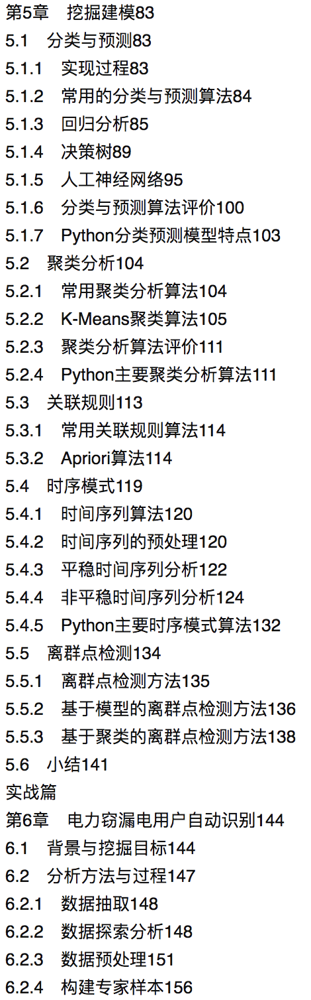 第5章　挖掘建模83
5.1　分类与预测83
5.1.1　实现过程83
5.1.2　常用的分类与预测算法84
5.1.3　回归分析85
5.1.4　决策树89
5.1.5　人工神经网络95
5.1.6　分类与预测算法评价100
5.1.7　Python分类预测模型特点103
5.2　聚类分析104
5.2.1　常用聚类分析算法104
5.2.2　K-Means聚类算法105
5.2.3　聚类分析算法评价111
5.2.4　Python主要聚类分析算法111
5.3　关联规则113
5.3.1　常用关联规则算法114
5.3.2　Apriori算法114
5.4　时序模式119
5.4.1　时间序列算法120
5.4.2　时间序列的预处理120
5.4.3　平稳时间序列分析122
5.4.4　非平稳时间序列分析124
5.4.5　Python主要时序模式算法132
5.5　离群点检测134
5.5.1　离群点检测方法135
5.5.2　基于模型的离群点检测方法136
5.5.3　基于聚类的离群点检测方法138
5.6　小结141
实战篇
第6章　电力窃漏电用户自动识别144
6.1　背景与挖掘目标144
6.2　分析方法与过程147
6.2.1　数据抽取148
6.2.2　数据探索分析148
6.2.3　数据预处理151
6.2.4　构建专家样本156